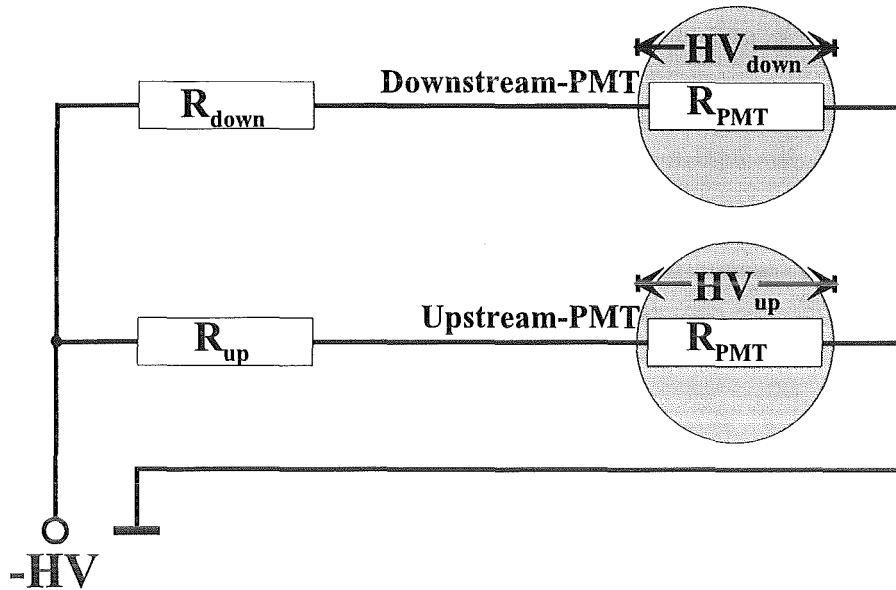 HV_down
Downstream-PMT
R_down
R_PMT
HV_up
Upstream-PMT
R_up
R_PMT
-HV